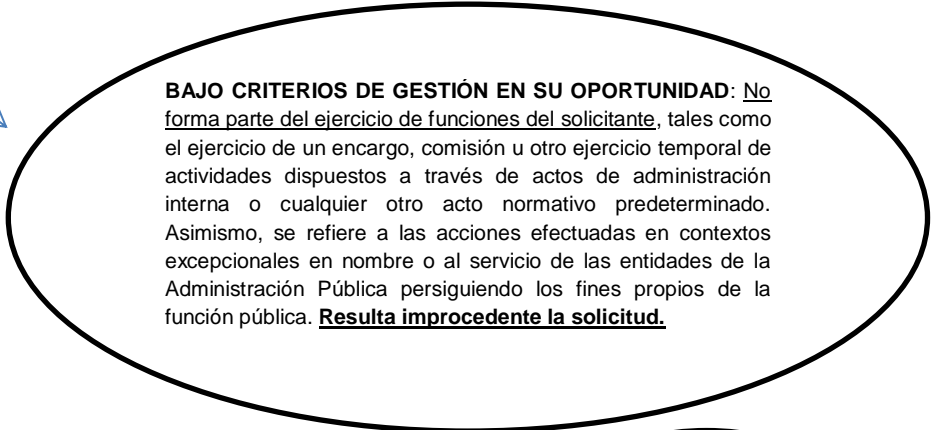 BAJO CRITERIOS DE GESTIÓN EN SU OPORTUNIDAD: No
forma parte del ejercicio de funciones del solicitante, tales como
el ejercicio de un encargo, comisión u otro ejercicio temporal de
actividades dispuestos a través de actos de administración
interna o cualquier otro acto normativo predeterminado.
Asimismo, se refiere a las acciones efectuadas en contextos
excepcionales en nombre o al servicio de las entidades de la
Administración Pública persiguiendo los fines propios de la
función pública. Resulta improcedente la solicitud.